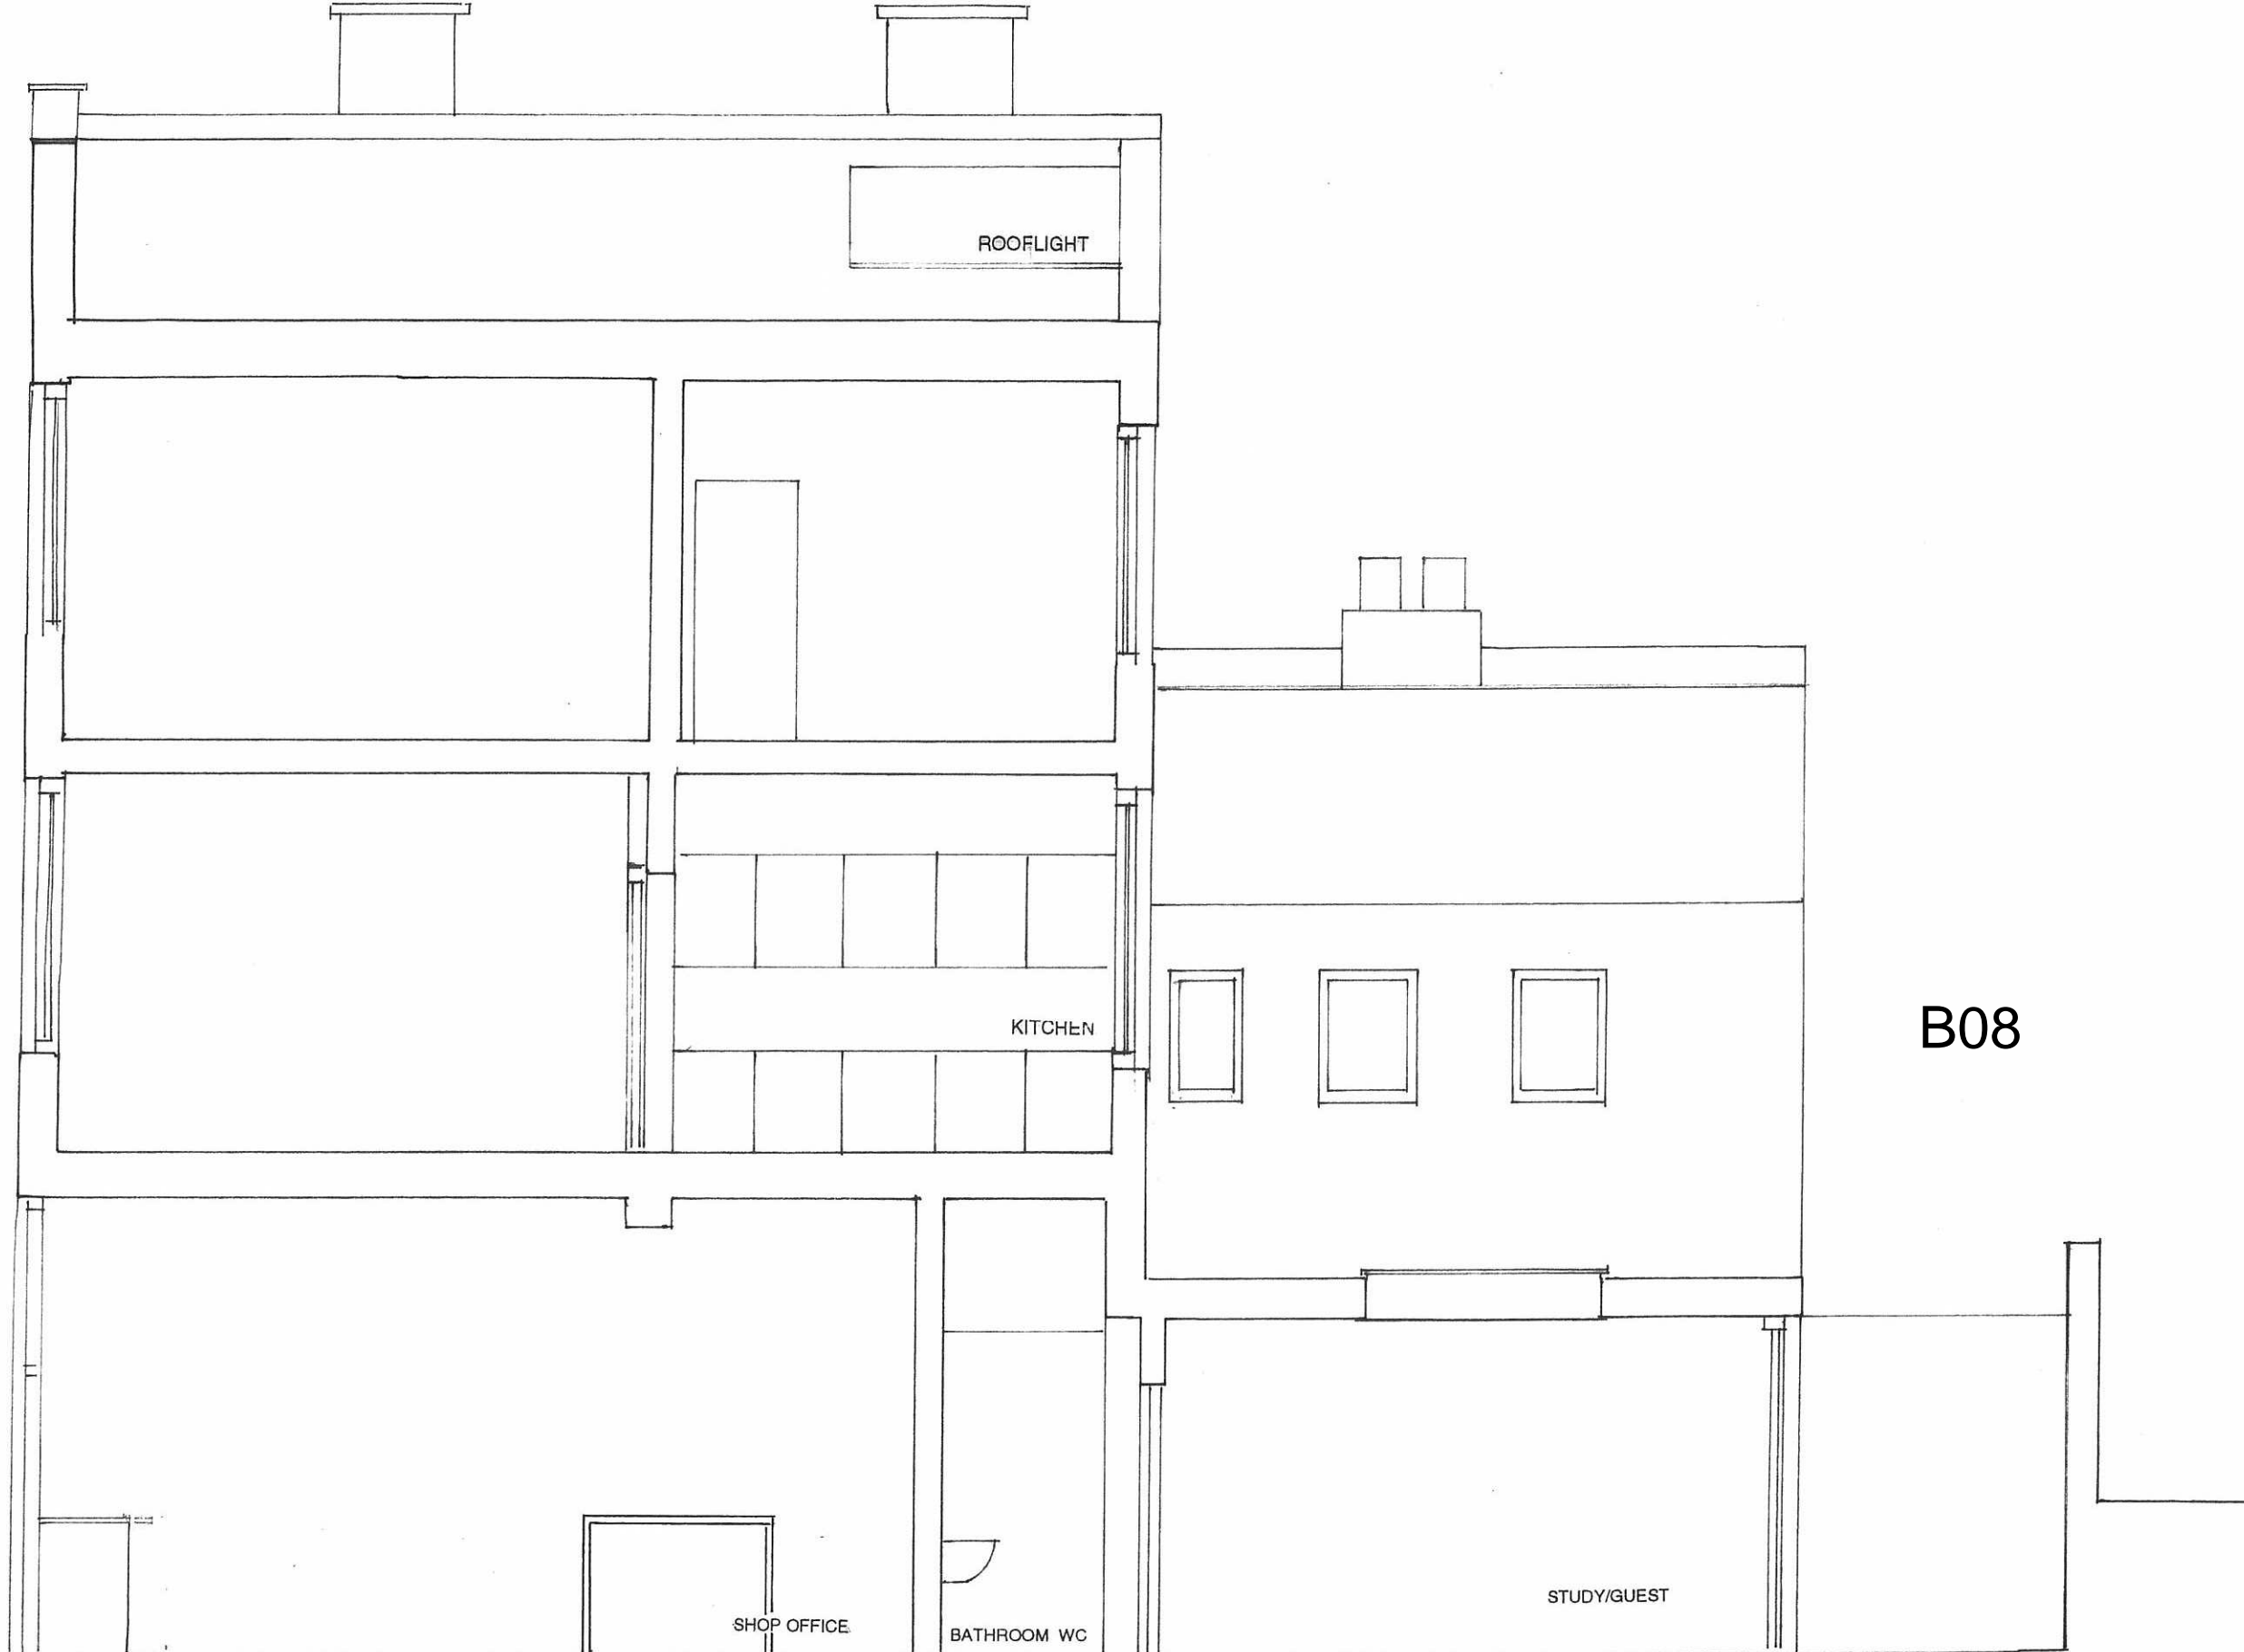 ROOFLIGHT
KITCHEN
B08
STUDY/GUEST
SHOP OFFICE
BATHROOM WC